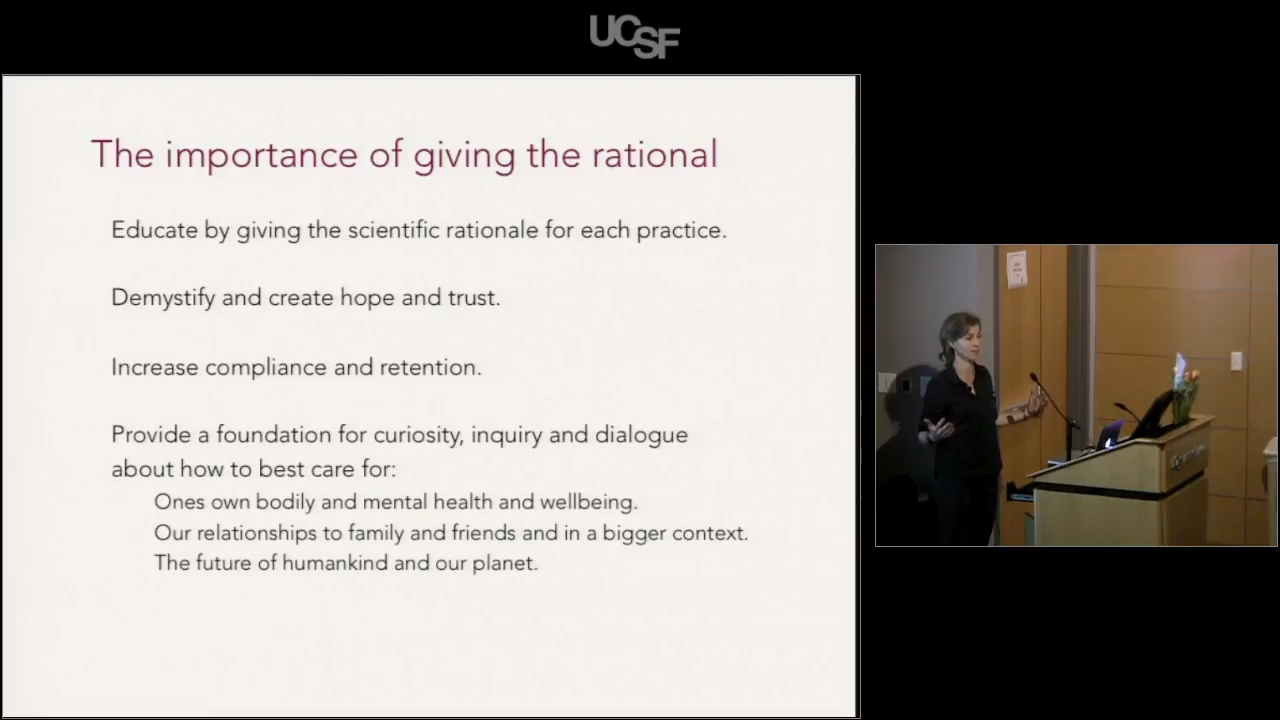 UCSF
The importance of giving the rational
Educate by giving the scientific rationale for each practice.
Demystify and create hope and trust.
Increase compliance and retention.
Provide a foundation for curiosity, inquiry and dialogue
about how to best care for:
Ones own bodily and mental health and wellbeing.
Our relationships to family and friends and in a bigger context.
The future of humankind and our planet.